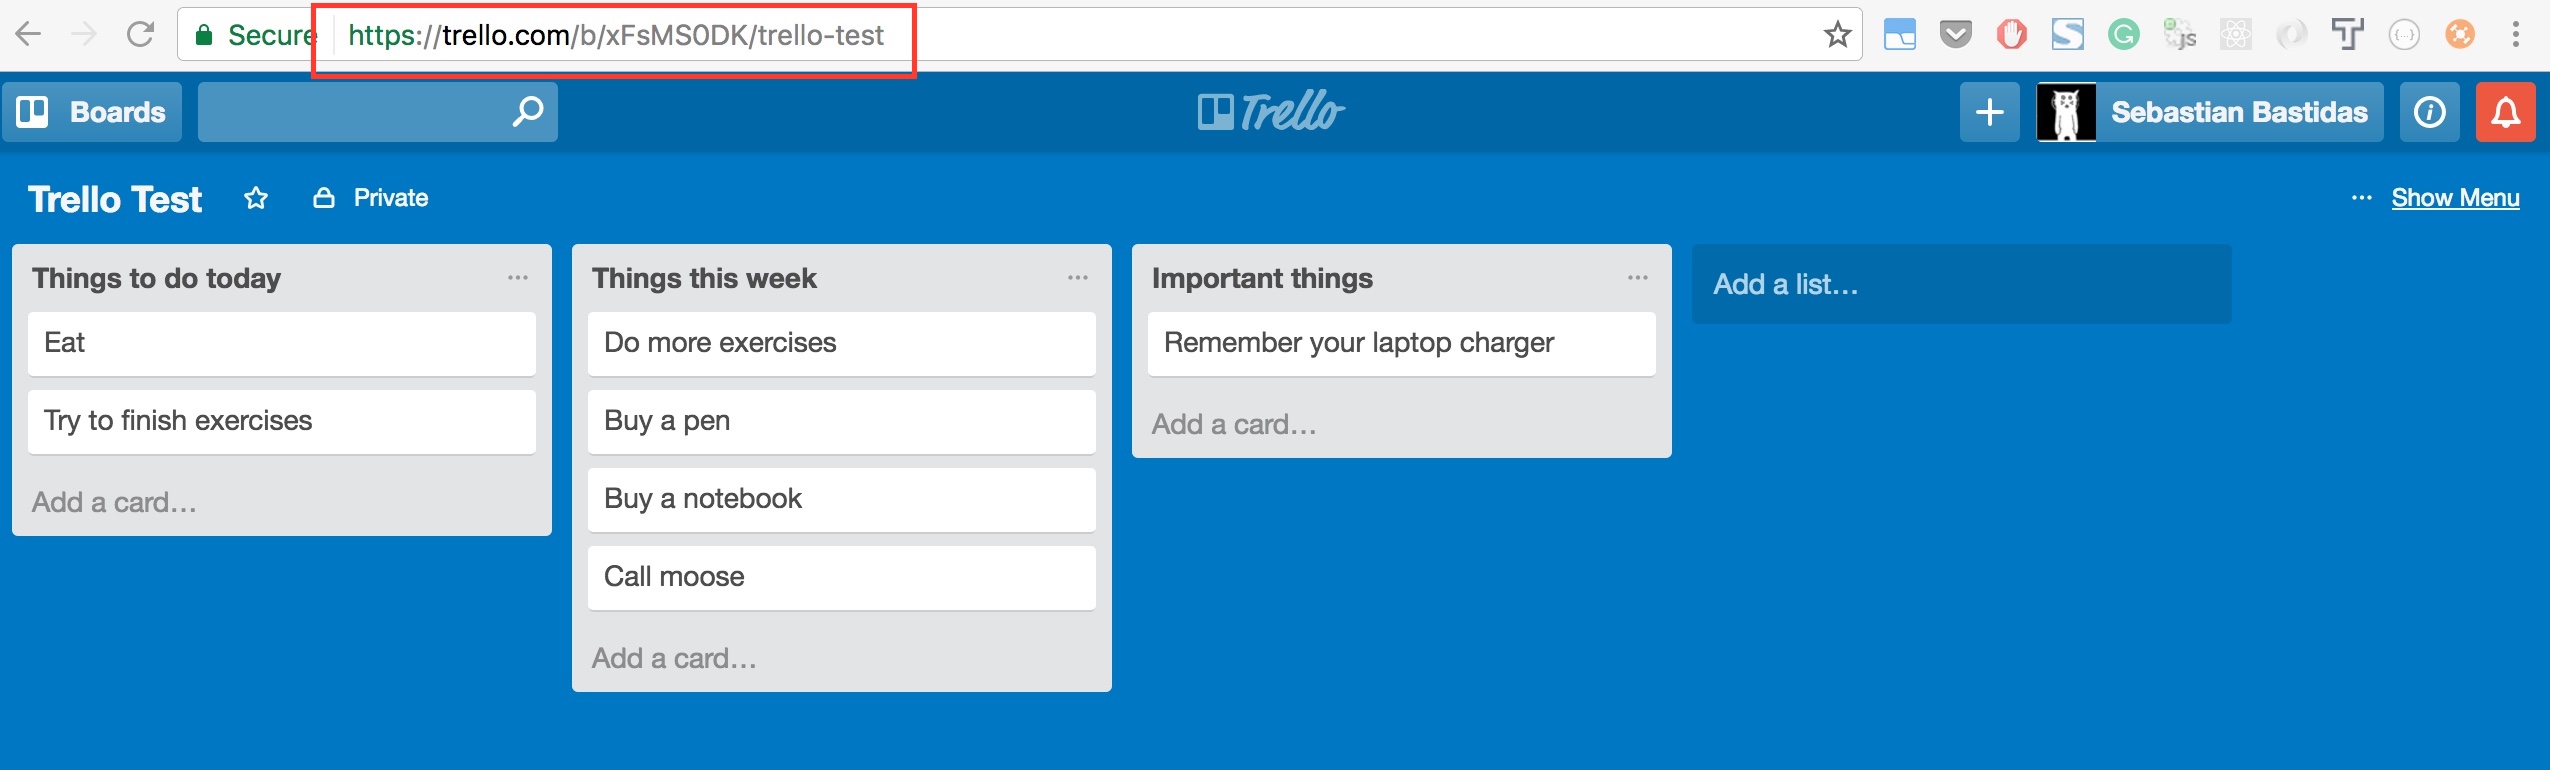 Secure https://trello.com/b/xFsMS0DK/trello-test
js
{...}
Boards
Trello
Sebastian Bastidas
Trello Test
Private
... Show Menu
Things to do today ...
Eat
Try to finish exercises
Add a card...
Things this week ...
Do more exercises
Buy a pen
Buy a notebook
Call moose
Add a card...
Important things ...
Remember your laptop charger
Add a card...
Add a list...